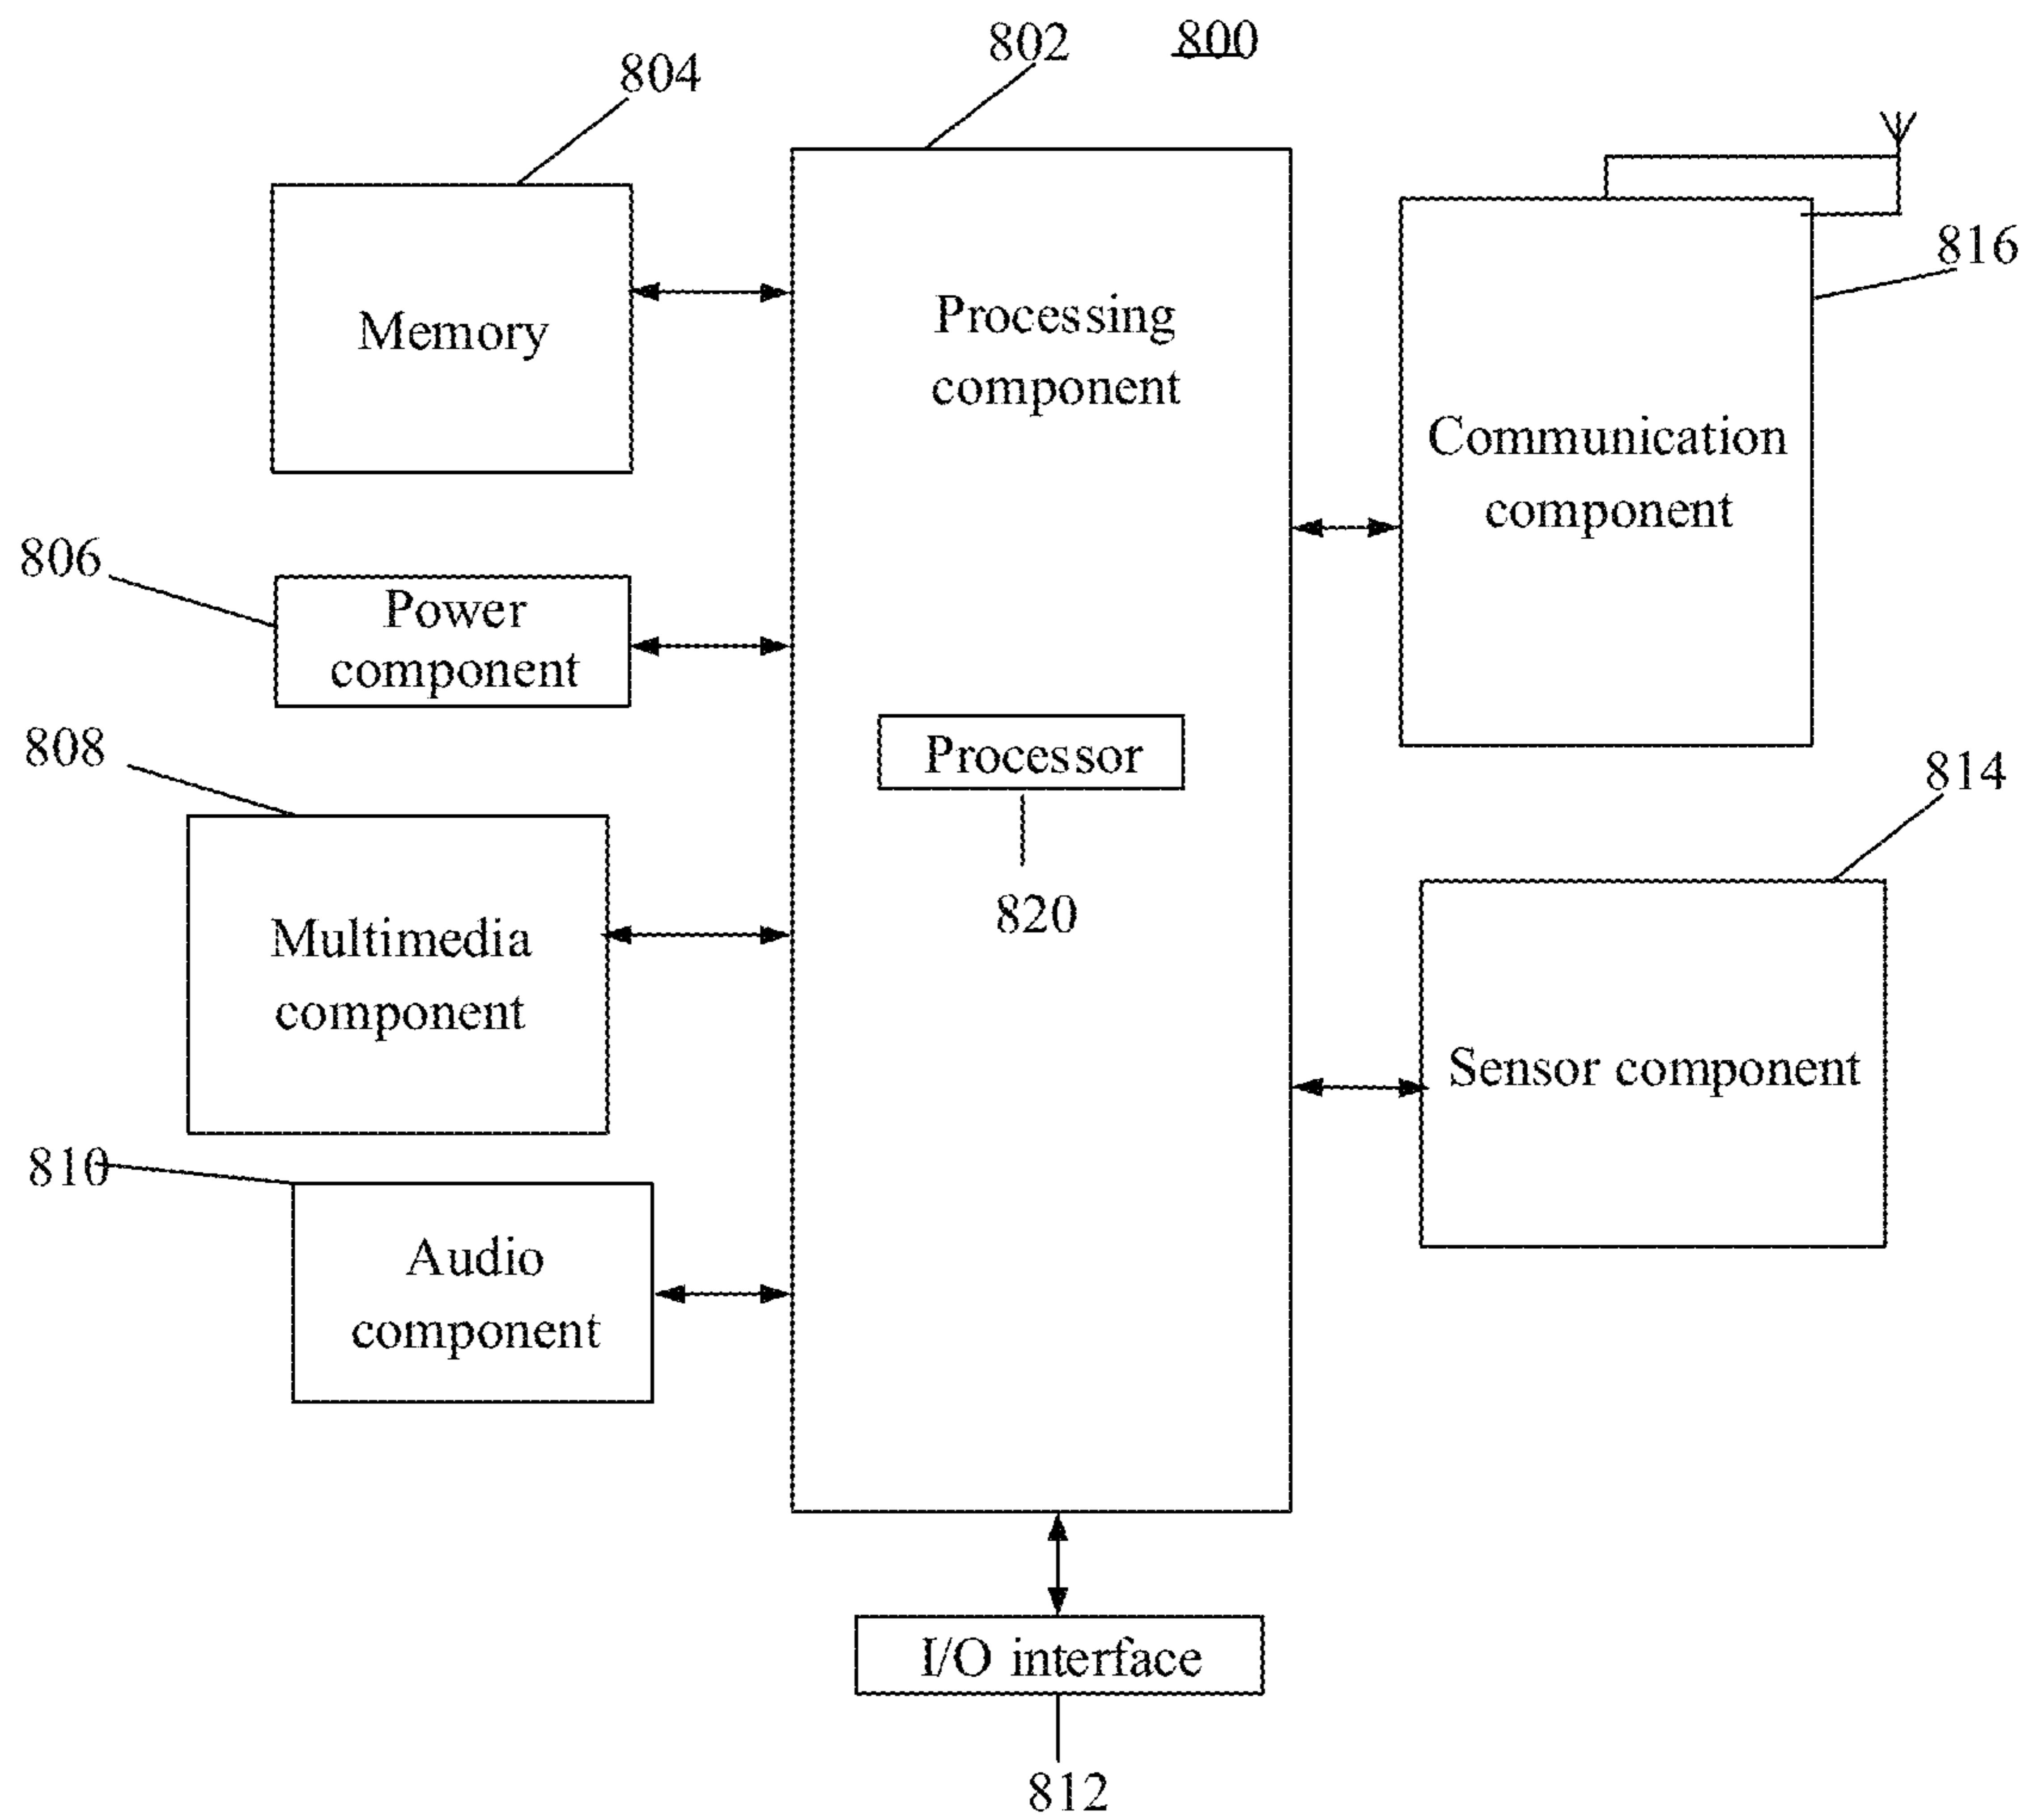 802
800
804
816
Memory
Processing
component
Communication
component
806
Power
component
808
Processor
814
820
Multimedia
component
Sensor component
810
Audio
component
I/O interface
812